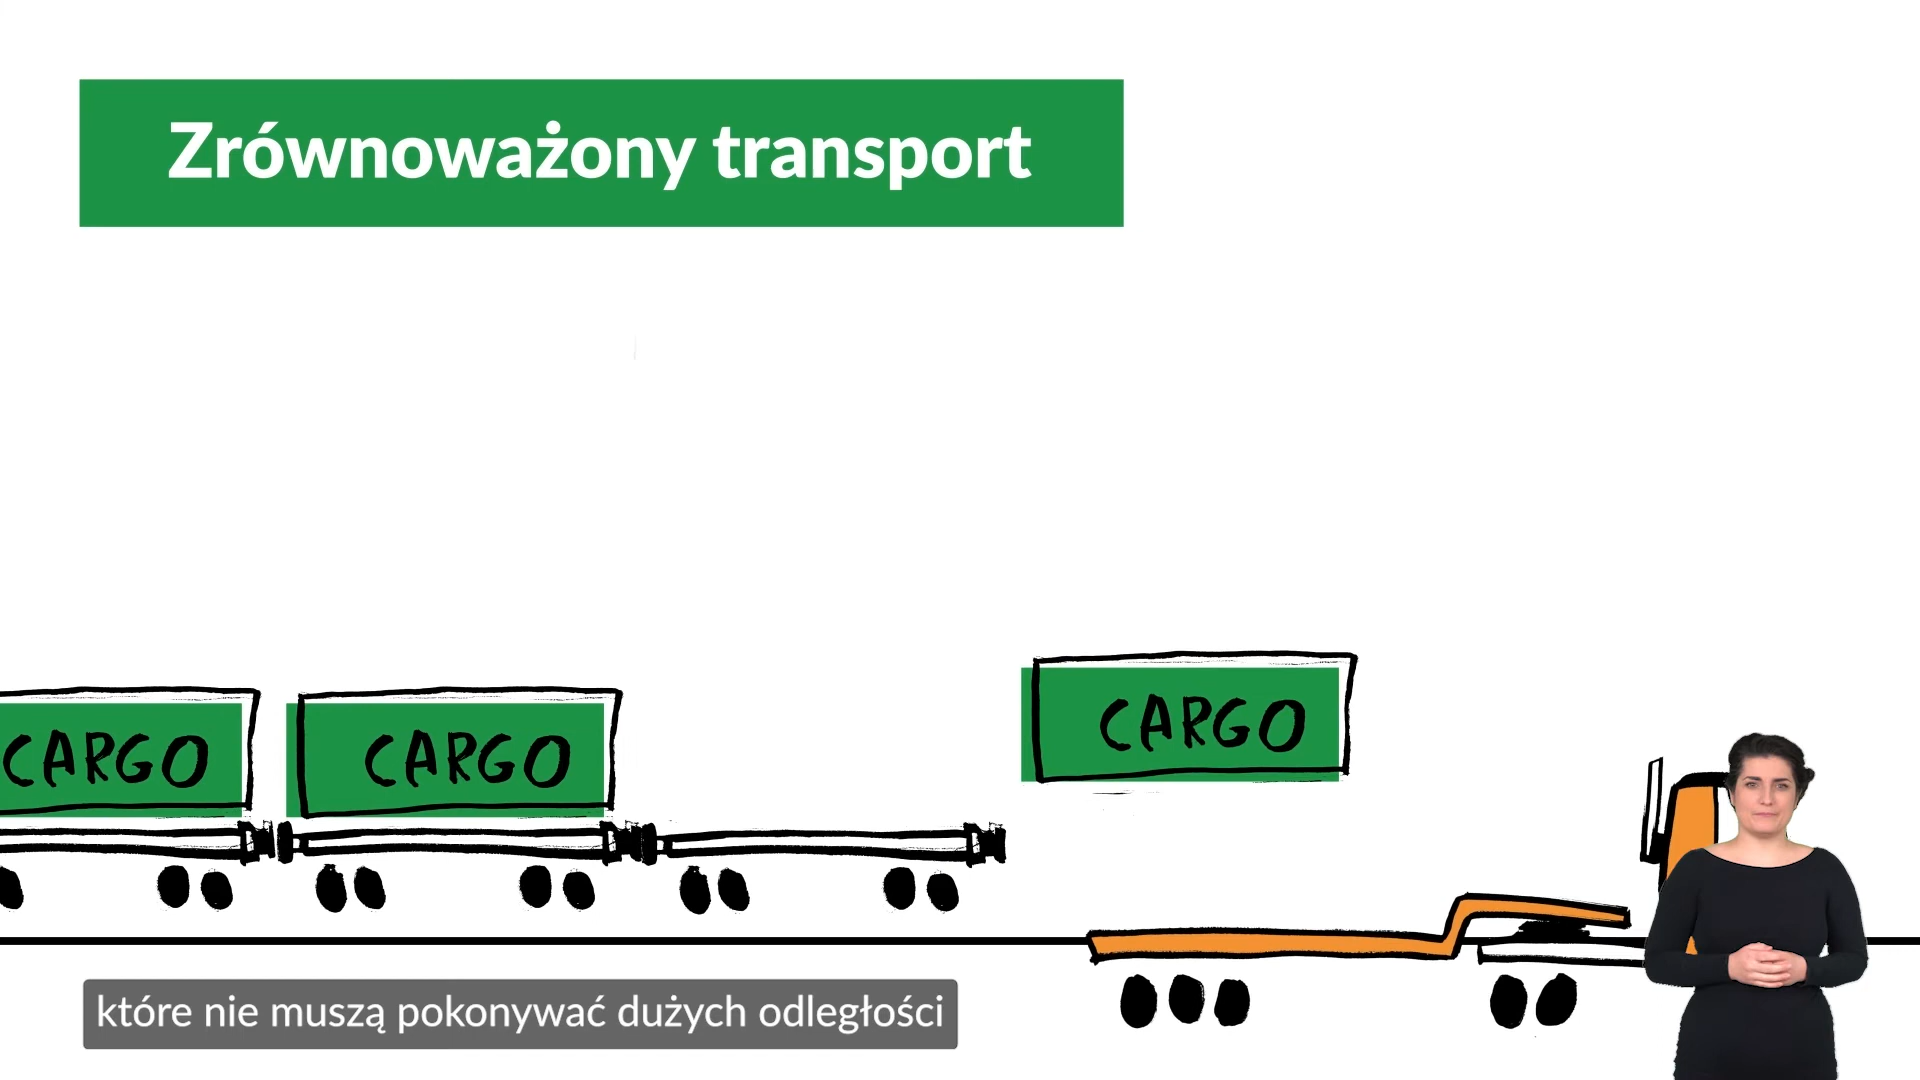 Zrównoważony transport
CARGO
CARGO
CARGO
które nie muszą pokonywać dużych odległości